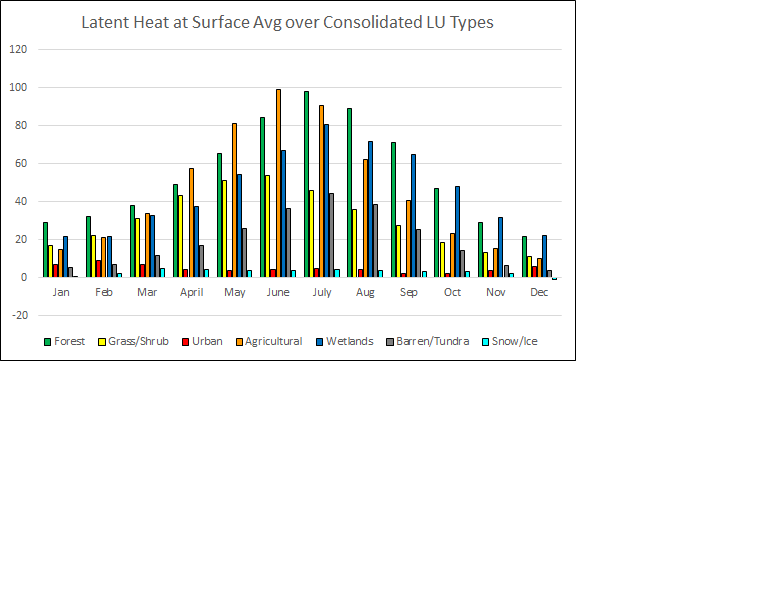 Latent Heat at Surface Avg over Consolidated LU Types
120
100
80
60
40
20
0
-20
Jan Feb Mar April May June July Aug Sep Oct Nov Dec
Forest Grass/Shrub Urban Agricultural Wetlands Barren/Tundra Snow/Ice